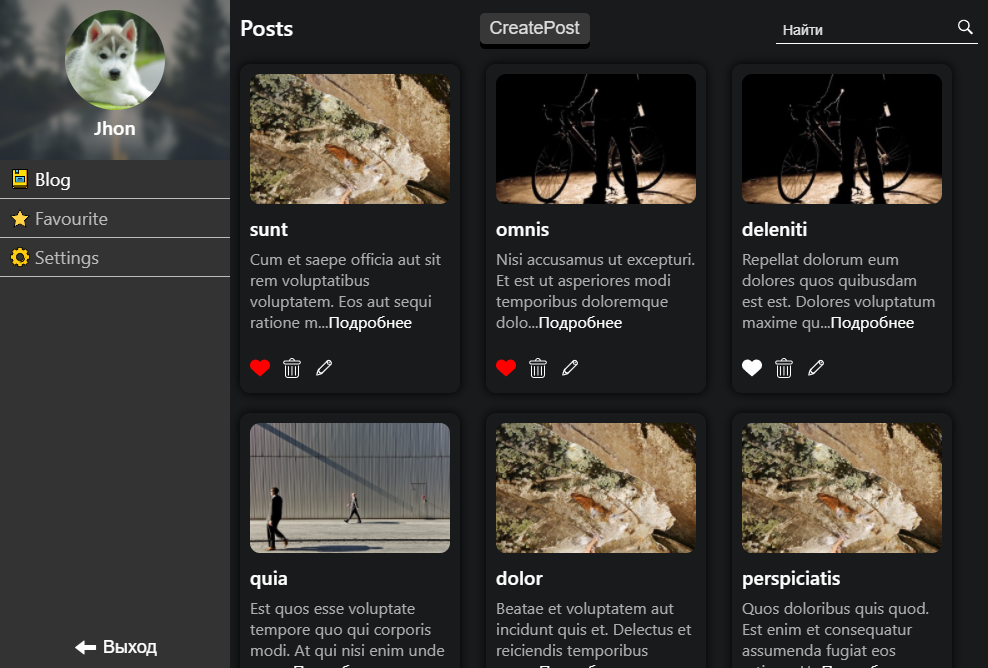 Jhon
Blog
Favourite
Settings
Выход
Posts
CreatePost
Найти
sunt
Cum et saepe officia aut sit
rem voluptatibus
voluptatem. Eos aut sequi
ratione m...Подробнее
omnis
Nisi accusamus ut excepturi.
Et est ut asperiores modi
temporibus doloremque
dolo...Подробнее
deleniti
Repellat dolorum eum
dolores quos quibusdam
est est. Dolores voluptatum
maxime qu...Подробнее
quia
Est quos esse voluptate
tempore quo qui corporis
modi. At qui nisi enim unde
dolor
Beatae et voluptatem aut
incidunt quis et. Delectus et
reiciendis temporibus
perspiciatis
Quos doloribus quis quod.
Est enim et consequatur
assumenda fugiat eos